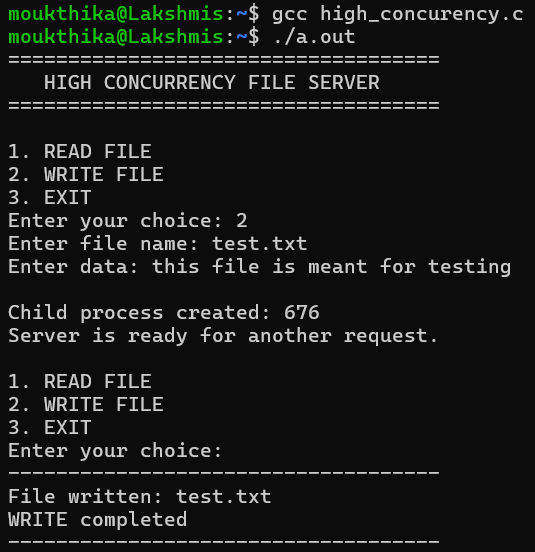 moukthika@Lakshmis:~$ gcc high_concurency.c
moukthika@Lakshmis:~$ ./a.out
====================================
   HIGH CONCURRENCY FILE SERVER
====================================

1. READ FILE
2. WRITE FILE
3. EXIT
Enter your choice: 2
Enter file name: test.txt
Enter data: this file is meant for testing

Child process created: 676
Server is ready for another request.

1. READ FILE
2. WRITE FILE
3. EXIT
Enter your choice:
------------------------------------
File written: test.txt
WRITE completed
------------------------------------